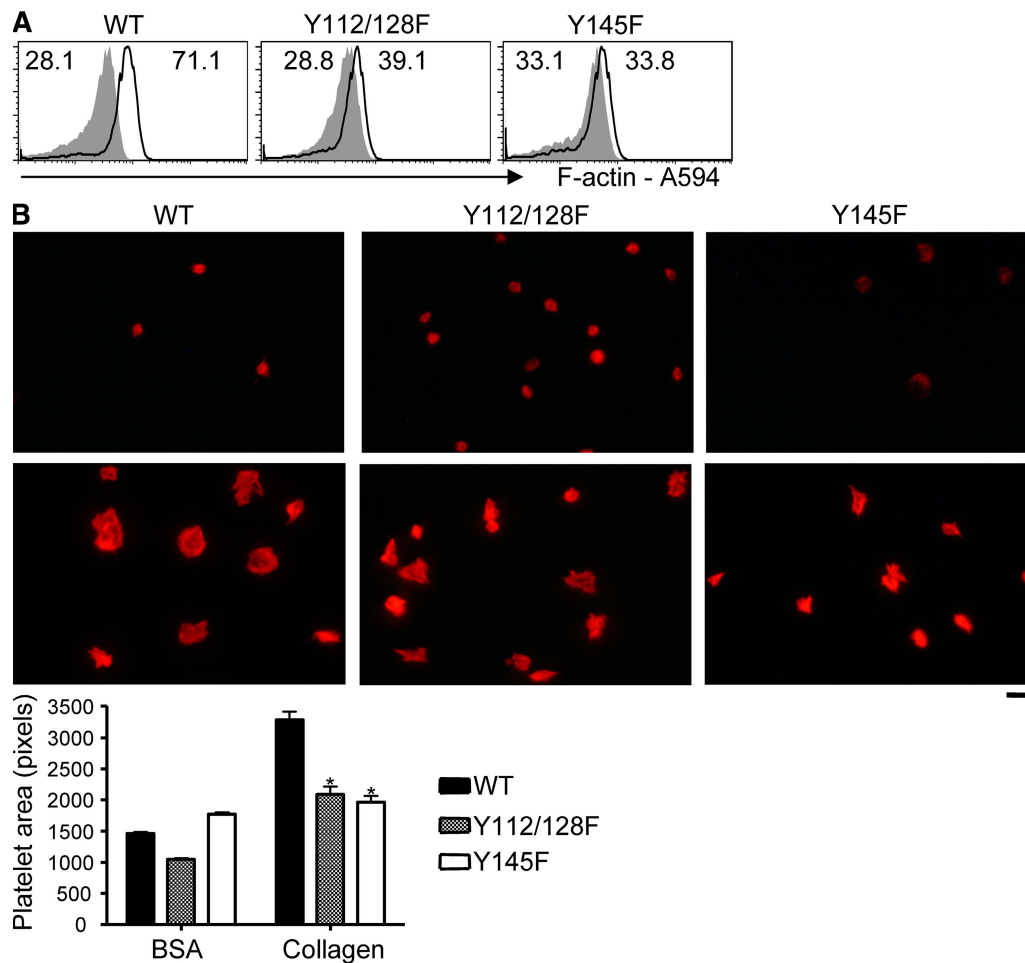 A
WT Y112/128F Y145F
28.1 71.1 28.8 39.1 33.1 33.8
F-actin - A594
B
WT Y112/128F Y145F
Platelet area (pixels)
3500
3000
2500
2000
1500
1000
500
0
* *
BSA Collagen
WT
Y112/128F
Y145F